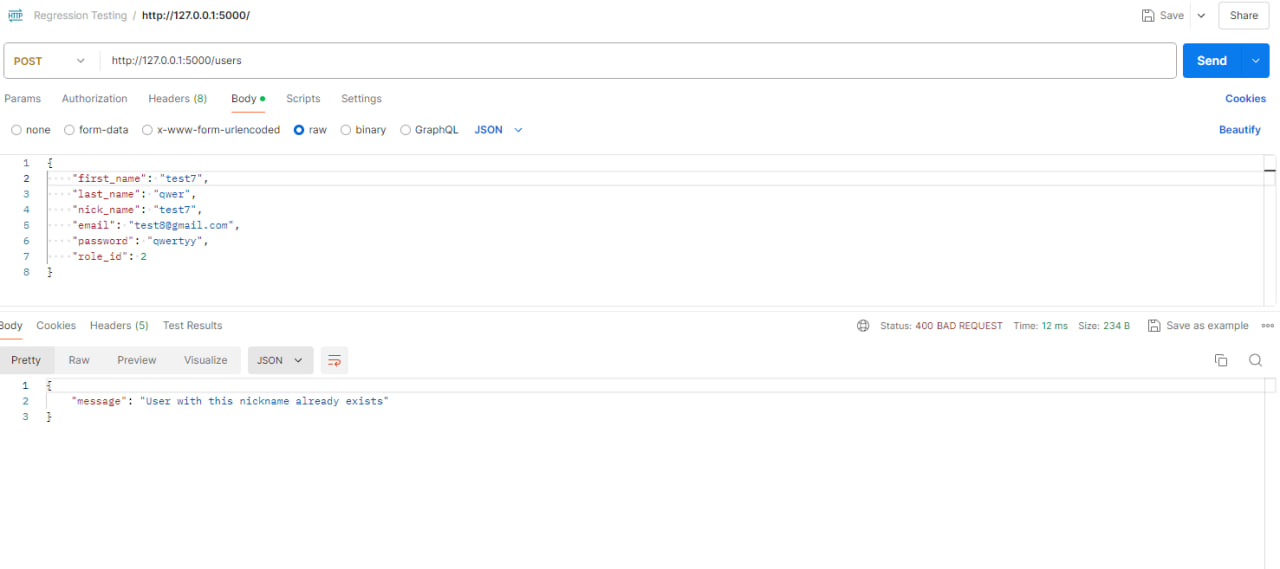 HTTP Regression Testing / http://127.0.0.1:5000/ Save Share
POST http://127.0.0.1:5000/users Send
Params Authorization Headers (8) Body Scripts Settings Cookies
none form-data x-www-form-urlencoded raw binary GraphQL JSON Beautify
1 {
2 "first_name": "test7",
3 "last_name": "qwer",
4 "nick_name": "test7",
5 "email": "test8@gmail.com",
6 "password": "qwertyy",
7 "role_id": 2
8 }
Body Cookies Headers (5) Test Results Status: 400 BAD REQUEST Time: 12 ms Size: 234 B Save as example
Pretty Raw Preview Visualize JSON
1 {
2 "message": "User with this nickname already exists"
3 }